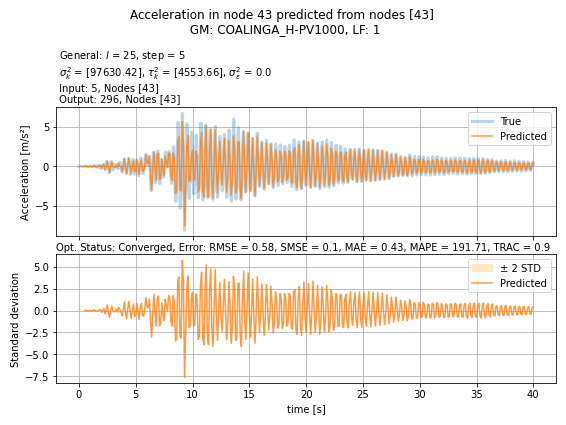 Acceleration in node 43 predicted from nodes [43]
GM: COALINGA_H-PV1000, LF: 1
General: l = 25, step = 5
σ²ₖ = [97630.42], τ²ₖ = [4553.66], σ²ᵣ = 0.0
Input: 5, Nodes [43]
Output: 296, Nodes [43]
True
Predicted
Acceleration [m/s²]
5
0
−5
Opt. Status: Converged, Error: RMSE = 0.58, SMSE = 0.1, MAE = 0.43, MAPE = 191.71, TRAC = 0.9
± 2 STD
Predicted
Standard deviation
5.0
2.5
0.0
−2.5
−5.0
−7.5
0 5 10 15 20 25 30 35 40
time [s]